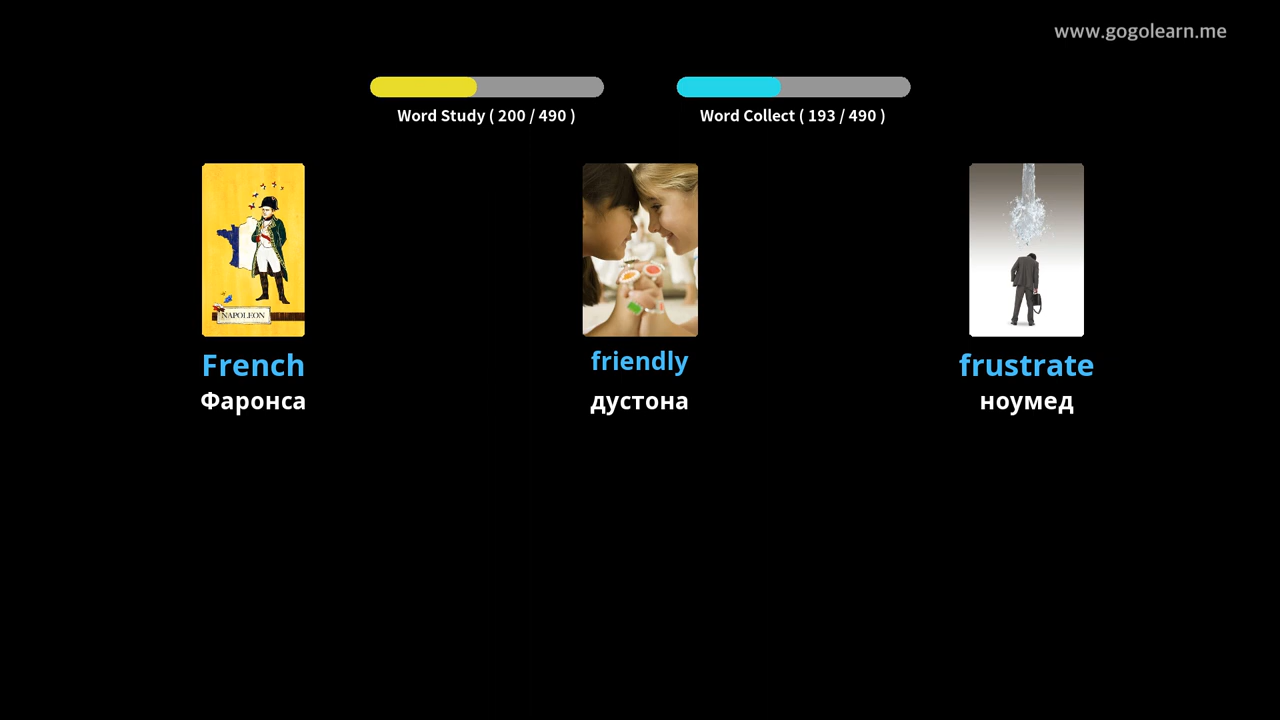 www.gogolearn.me
Word Study ( 200 / 490 )
Word Collect ( 193 / 490 )
NAPOLEON
French
friendly
frustrate
Фаронса
дустона
ноумед